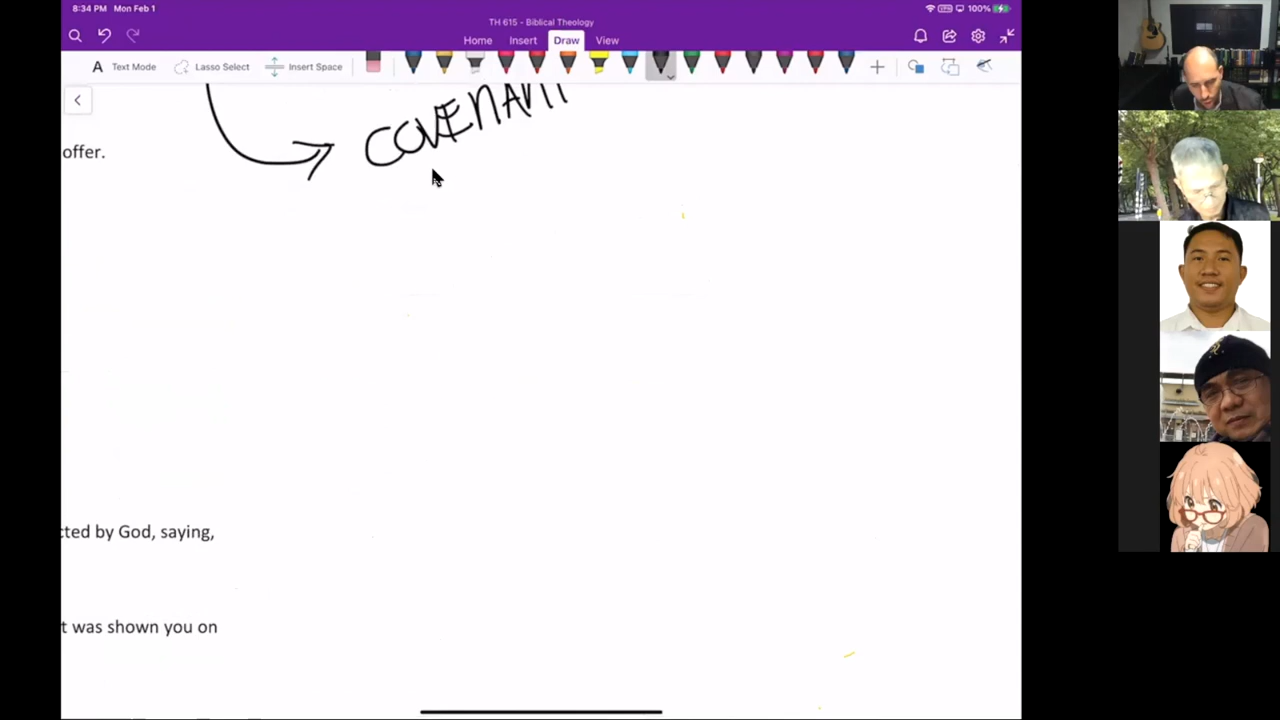 8:34 PM Mon Feb 1
100%
TH 615 - Biblical Theology
Home Insert Draw View
A Text Mode Lasso Select Insert Space
COVENANT
offer.
cted by God, saying,
t was shown you on